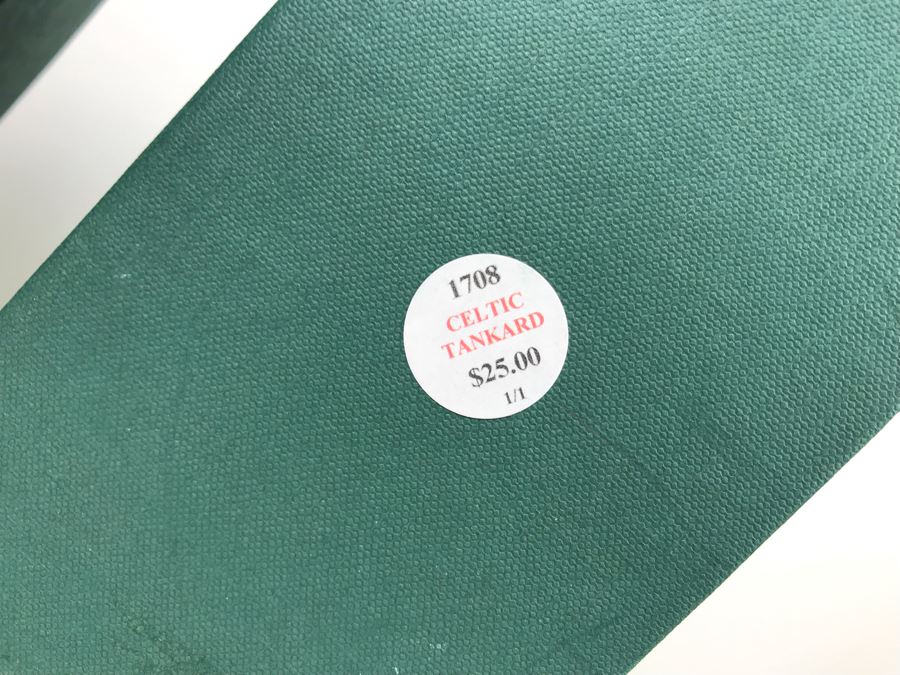 1708
CELTIC
TANKARD
$25.00
1/1